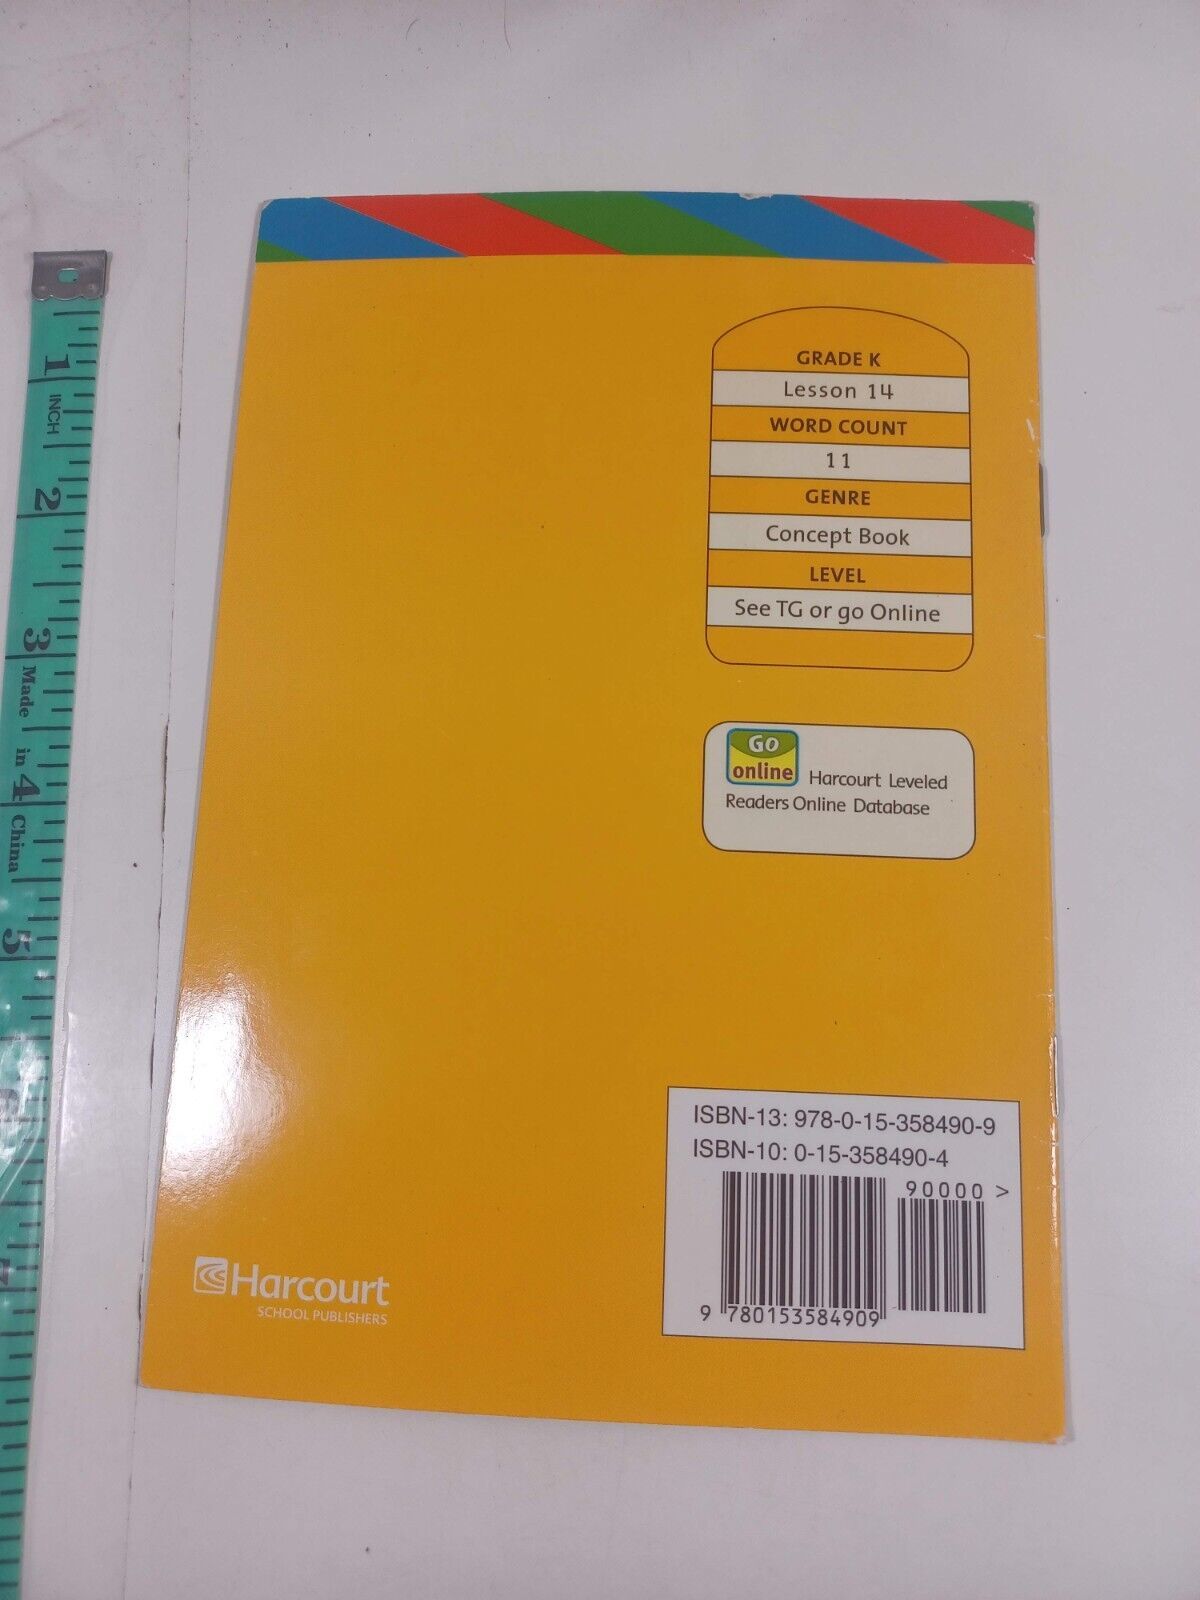 1
INCH
2
3
Made
in
4
China
5
7
GRADE K
Lesson 14
WORD COUNT
11
GENRE
Concept Book
LEVEL
See TG or go Online
Go
online Harcourt Leveled
Readers Online Database
ISBN-13: 978-0-15-358490-9
ISBN-10: 0-15-358490-4
90000 >
9 780153584909
Harcourt
SCHOOL PUBLISHERS